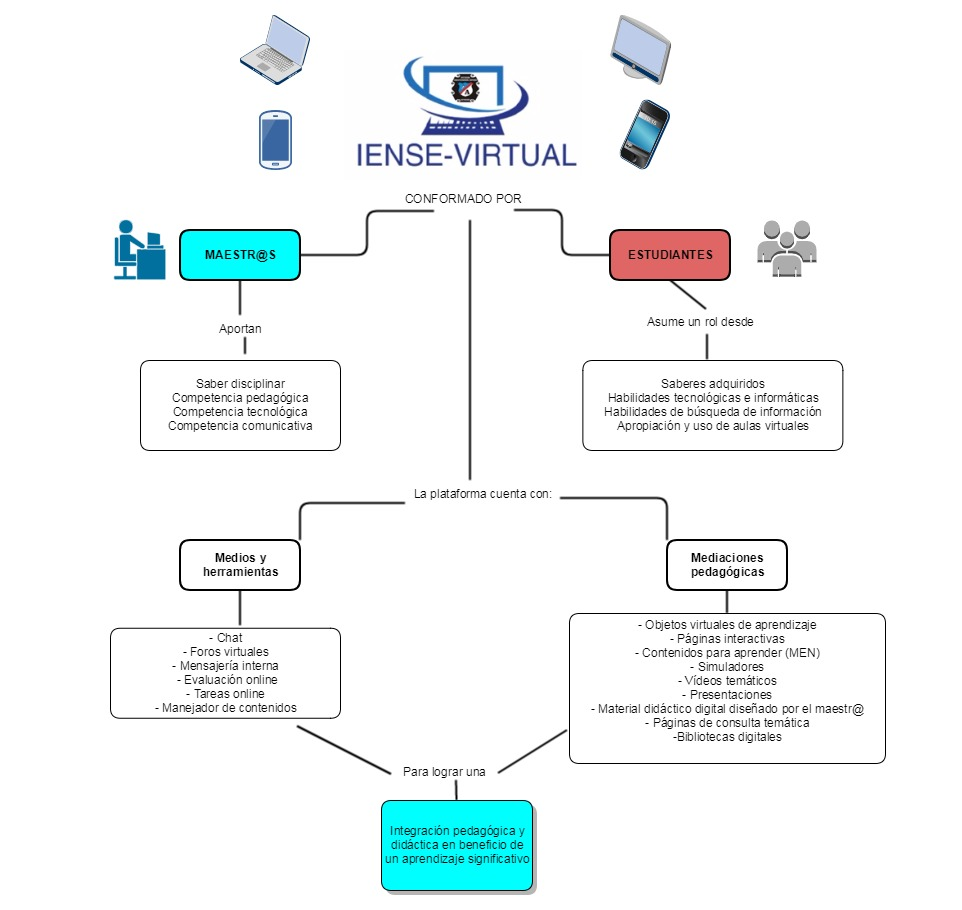 IENSE-VIRTUAL
CONFORMADO POR
MAESTR@S
ESTUDIANTES
Aportan
Asume un rol desde
Saber disciplinar
Competencia pedagógica
Competencia tecnológica
Competencia comunicativa
Saberes adquiridos
Habilidades tecnológicas e informáticas
Habilidades de búsqueda de información
Apropiación y uso de aulas virtuales
La plataforma cuenta con:
Medios y
herramientas
Mediaciones
pedagógicas
- Chat
- Foros virtuales
- Mensajería interna
- Evaluación online
- Tareas online
- Manejador de contenidos
- Objetos virtuales de aprendizaje
- Páginas interactivas
- Contenidos para aprender (MEN)
- Simuladores
- Vídeos temáticos
- Presentaciones
- Material didáctico digital diseñado por el maestr@
- Páginas de consulta temática
-Bibliotecas digitales
Para lograr una
Integración pedagógica y
didáctica en beneficio de
un aprendizaje significativo